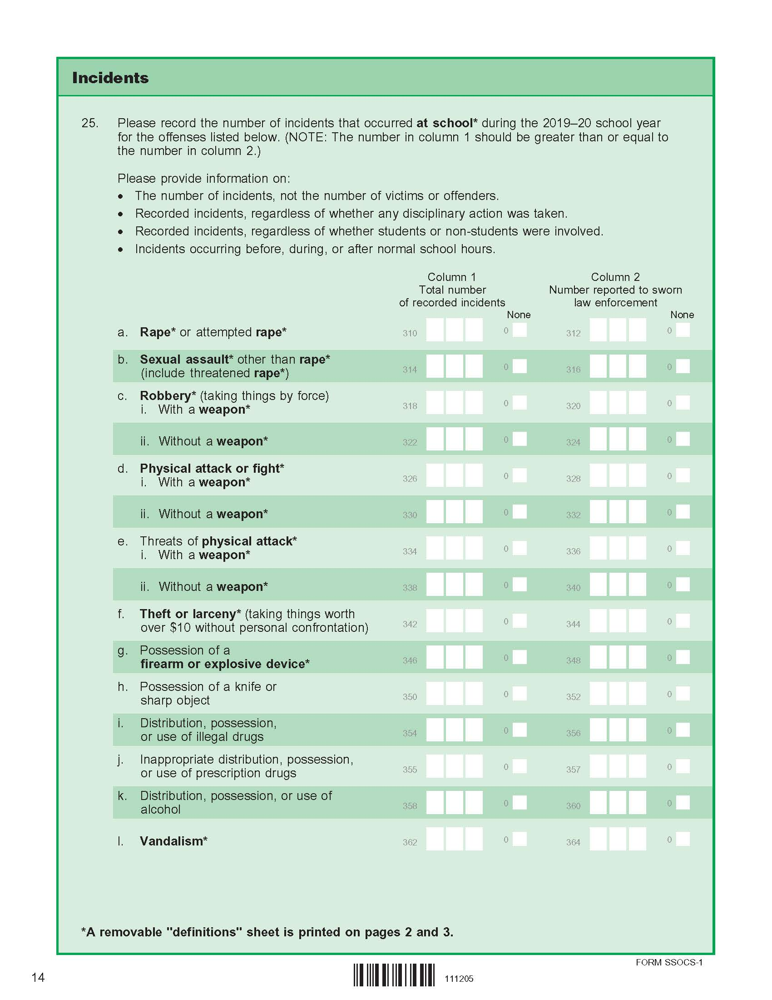 Incidents
25. Please record the number of incidents that occurred at school* during the 2019–20 school year
for the offenses listed below. (NOTE: The number in column 1 should be greater than or equal to
the number in column 2.)
Please provide information on:
• The number of incidents, not the number of victims or offenders.
• Recorded incidents, regardless of whether any disciplinary action was taken.
• Recorded incidents, regardless of whether students or non-students were involved.
• Incidents occurring before, during, or after normal school hours.
Column 1 Column 2
Total number Number reported to sworn
of recorded incidents law enforcement
None None
a. Rape* or attempted rape* 310 0 312 0
b. Sexual assault* other than rape*
(include threatened rape*) 314 0 316 0
c. Robbery* (taking things by force)
i. With a weapon* 318 0 320 0
ii. Without a weapon* 322 0 324 0
d. Physical attack or fight*
i. With a weapon* 326 0 328 0
ii. Without a weapon* 330 0 332 0
e. Threats of physical attack*
i. With a weapon* 334 0 336 0
ii. Without a weapon* 338 0 340 0
f. Theft or larceny* (taking things worth
over $10 without personal confrontation) 342 0 344 0
g. Possession of a
firearm or explosive device* 346 0 348 0
h. Possession of a knife or
sharp object 350 0 352 0
i. Distribution, possession,
or use of illegal drugs 354 0 356 0
j. Inappropriate distribution, possession,
or use of prescription drugs 355 0 357 0
k. Distribution, possession, or use of
alcohol 358 0 360 0
l. Vandalism* 362 0 364 0
*A removable "definitions" sheet is printed on pages 2 and 3.
FORM SSOCS-1
14 111205